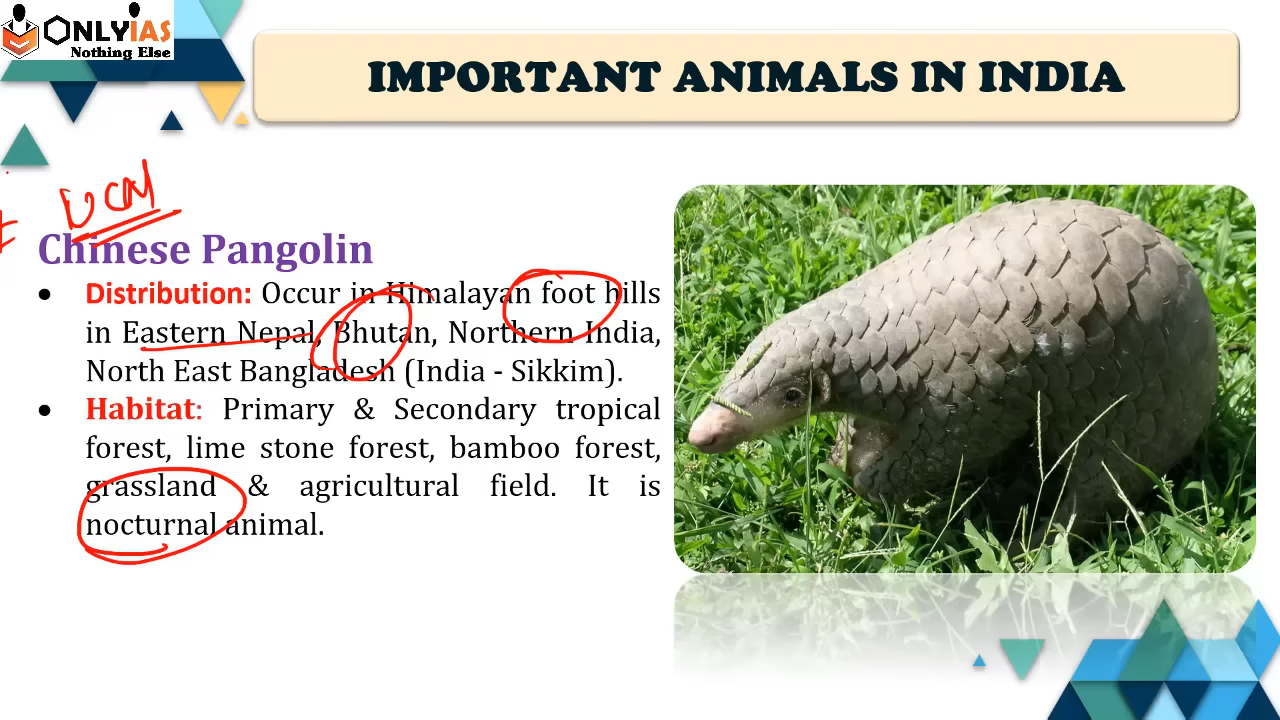 ONLYIAS
Nothing Else
IMPORTANT ANIMALS IN INDIA
Chinese Pangolin
• Distribution: Occur in Himalayan foot hills
in Eastern Nepal, Bhutan, Northern India,
North East Bangladesh (India - Sikkim).
• Habitat: Primary & Secondary tropical
forest, lime stone forest, bamboo forest,
grassland & agricultural field. It is
nocturnal animal.